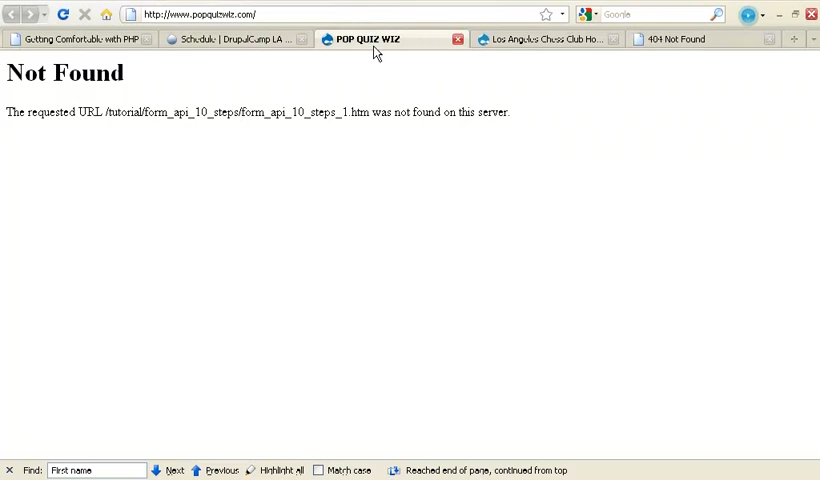 http://www.popquizwiz.com/
Google
Getting Comfortable with PHP
Schedule | DrupalCamp LA ...
POP QUIZ WIZ
Los Angeles Chess Club Ho...
404 Not Found
Not Found
The requested URL /tutorial/form_api_10_steps/form_api_10_steps_1.htm was not found on this server.
Find: First name Next Previous Highlight all Match case Reached end of page, continued from top